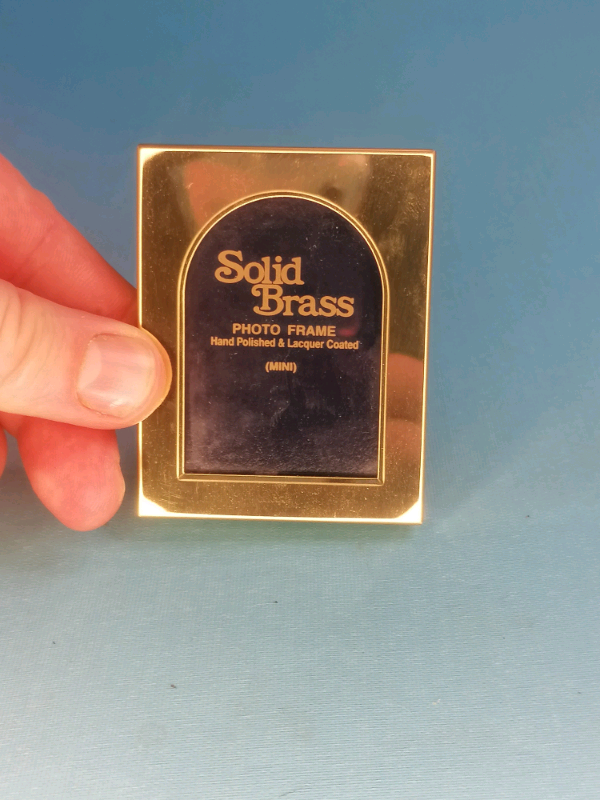 Solid
Brass
PHOTO FRAME
Hand Polished & Lacquer Coated
(MINI)